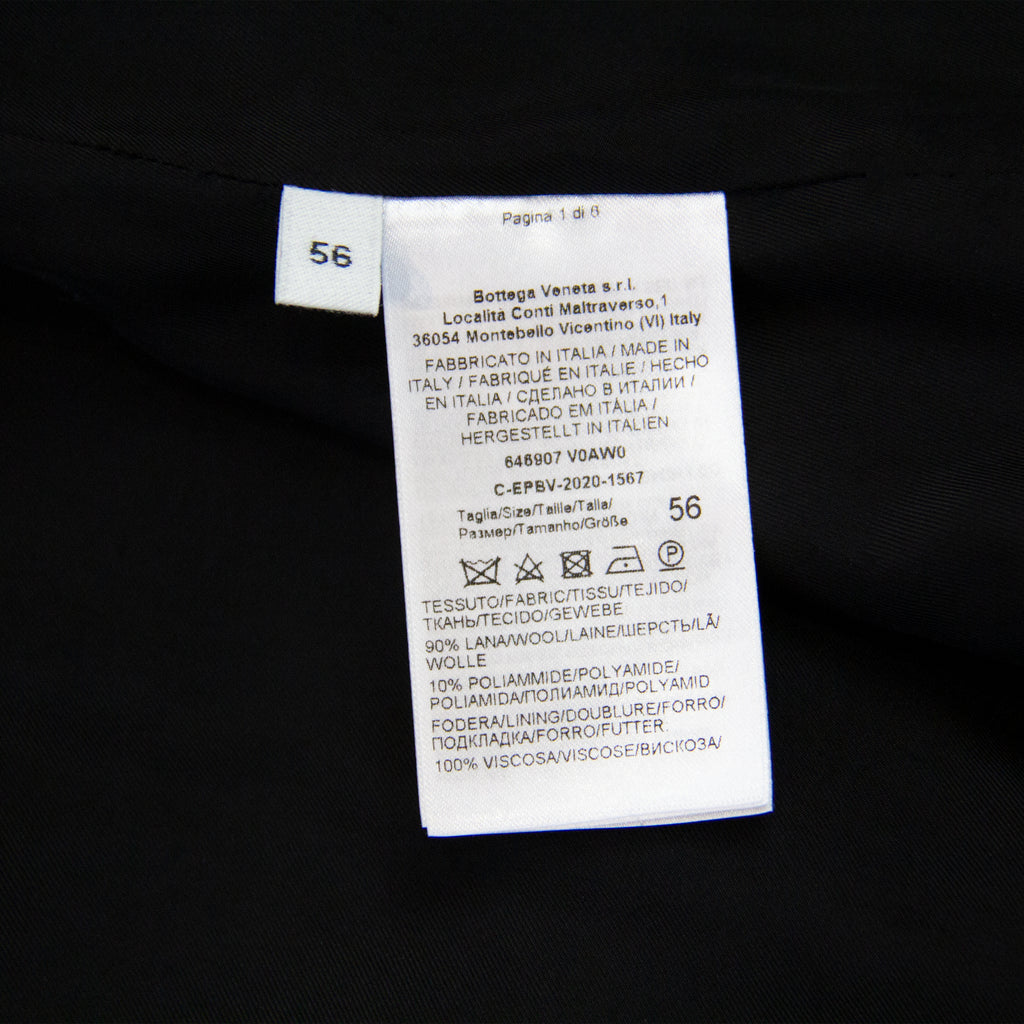 56
Pagina 1 di 6
Bottega Veneta s.r.l.
Località Conti Maltraverso,1
36054 Montebello Vicentino (VI) Italy
FABBRICATO IN ITALIA / MADE IN
ITALY / FABRIQUÉ EN ITALIE / HECHO
EN ITALIA / СДЕЛАНО В ИТАЛИИ /
FABRICADO EM ITÁLIA /
HERGESTELLT IN ITALIEN
646907 V0AW0
C-EPBV-2020-1567
Taglia/Size/Taille/Talla/
Размер/Tamanho/Größe
56
P
TESSUTO/FABRIC/TISSU/TEJIDO/
ТКАНЬ/TECIDO/GEWEBE
90% LANA/WOOL/LAINE/ШЕРСТЬ/LÃ/
WOLLE
10% POLIAMMIDE/POLYAMIDE/
POLIAMIDA/ПОЛИАМИД/POLYAMID
FODERA/LINING/DOUBLURE/FORRO/
ПОДКЛАДКА/FORRO/FUTTER
100% VISCOSA/VISCOSE/ВИСКОЗА/